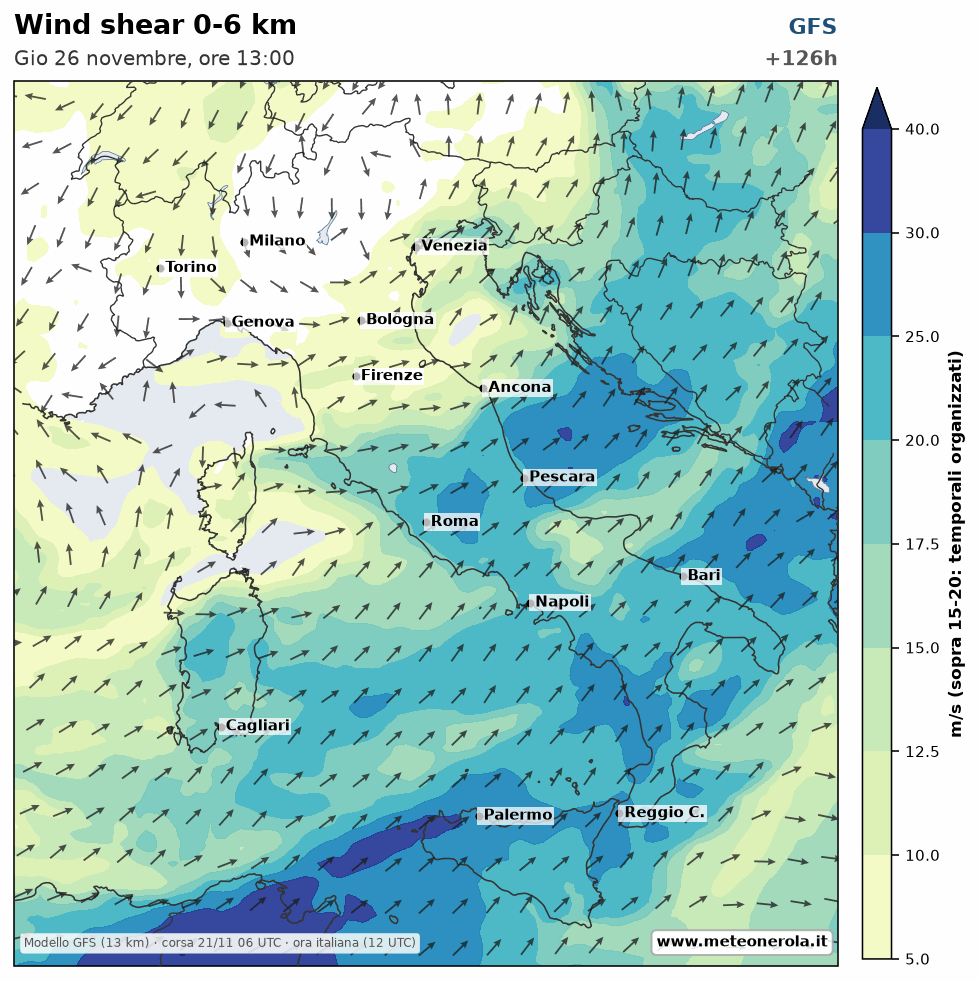 Wind shear 0-6 km
GFS
Gio 26 novembre, ore 13:00
+126h
Milano
Venezia
Torino
Genova
Bologna
Firenze
Ancona
Pescara
Roma
Bari
Napoli
Cagliari
Palermo
Reggio C.
Modello GFS (13 km) · corsa 21/11 06 UTC · ora italiana (12 UTC)
www.meteonerola.it
40.0
30.0
25.0
20.0
17.5
15.0
12.5
10.0
5.0
m/s (sopra 15-20: temporali organizzati)